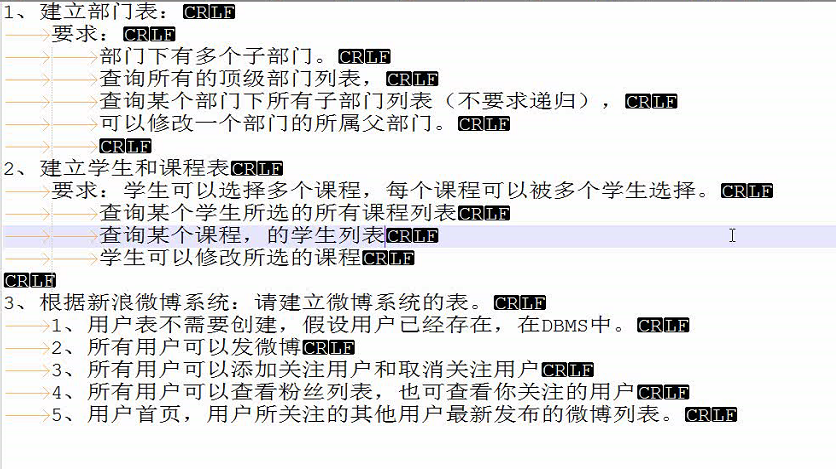 1、建立部门表：CRLF
要求：CRLF
部门下有多个子部门。CRLF
查询所有的顶级部门列表，CRLF
查询某个部门下所有子部门列表（不要求递归），CRLF
可以修改一个部门的所属父部门。CRLF
CRLF
2、建立学生和课程表CRLF
要求：学生可以选择多个课程，每个课程可以被多个学生选择。CRLF
查询某个学生所选的所有课程列表CRLF
查询某个课程，的学生列表CRLF
学生可以修改所选的课程CRLF
CRLF
3、根据新浪微博系统：请建立微博系统的表。CRLF
1、用户表不需要创建，假设用户已经存在，在DBMS中。CRLF
2、所有用户可以发微博CRLF
3、所有用户可以添加关注用户和取消关注用户CRLF
4、所有用户可以查看粉丝列表，也可查看你关注的用户CRLF
5、用户首页，用户所关注的其他用户最新发布的微博列表。CRLF